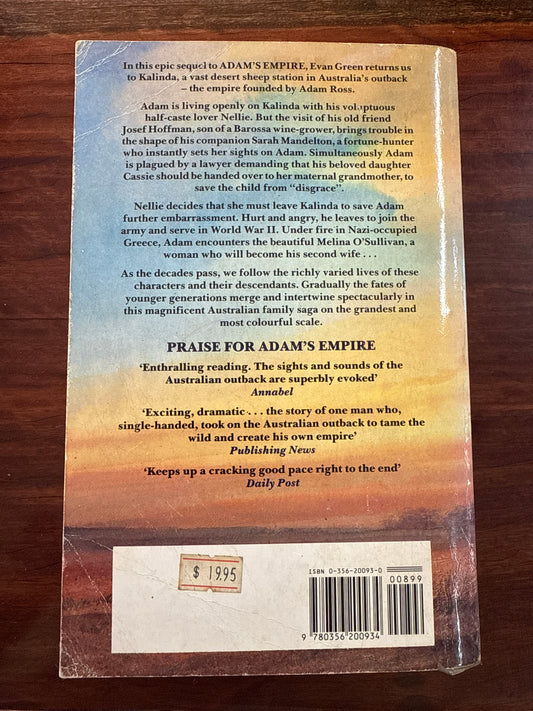 In this epic sequel to ADAM'S EMPIRE, Evan Green returns us
to Kalinda, a vast desert sheep station in Australia's outback
– the empire founded by Adam Ross.
Adam is living openly on Kalinda with his voluptuous
half-caste lover Nellie. But the visit of his old friend
Josef Hoffman, son of a Barossa wine-grower, brings trouble in
the shape of his companion Sarah Mandelton, a fortune-hunter
who instantly sets her sights on Adam. Simultaneously Adam
is plagued by a lawyer demanding that his beloved daughter
Cassie should be handed over to her maternal grandmother, to
save the child from "disgrace".
Nellie decides that she must leave Kalinda to save Adam
further embarrassment. Hurt and angry, he leaves to join the
army and serve in World War II. Under fire in Nazi-occupied
Greece, Adam encounters the beautiful Melina O'Sullivan, a
woman who will become his second wife . . .
As the decades pass, we follow the richly varied lives of these
characters and their descendants. Gradually the fates of
younger generations merge and intertwine spectacularly in
this magnificent Australian family saga on the grandest and
most colourful scale.
PRAISE FOR ADAM'S EMPIRE
'Enthralling reading. The sights and sounds of the
Australian outback are superbly evoked'
Annabel
'Exciting, dramatic . . . the story of one man who,
single-handed, took on the Australian outback to tame the
wild and create his own empire'
Publishing News
'Keeps up a cracking good pace right to the end'
Daily Post
$ 19.95
ISBN 0-356-20093-0
00899
9 780356 200934